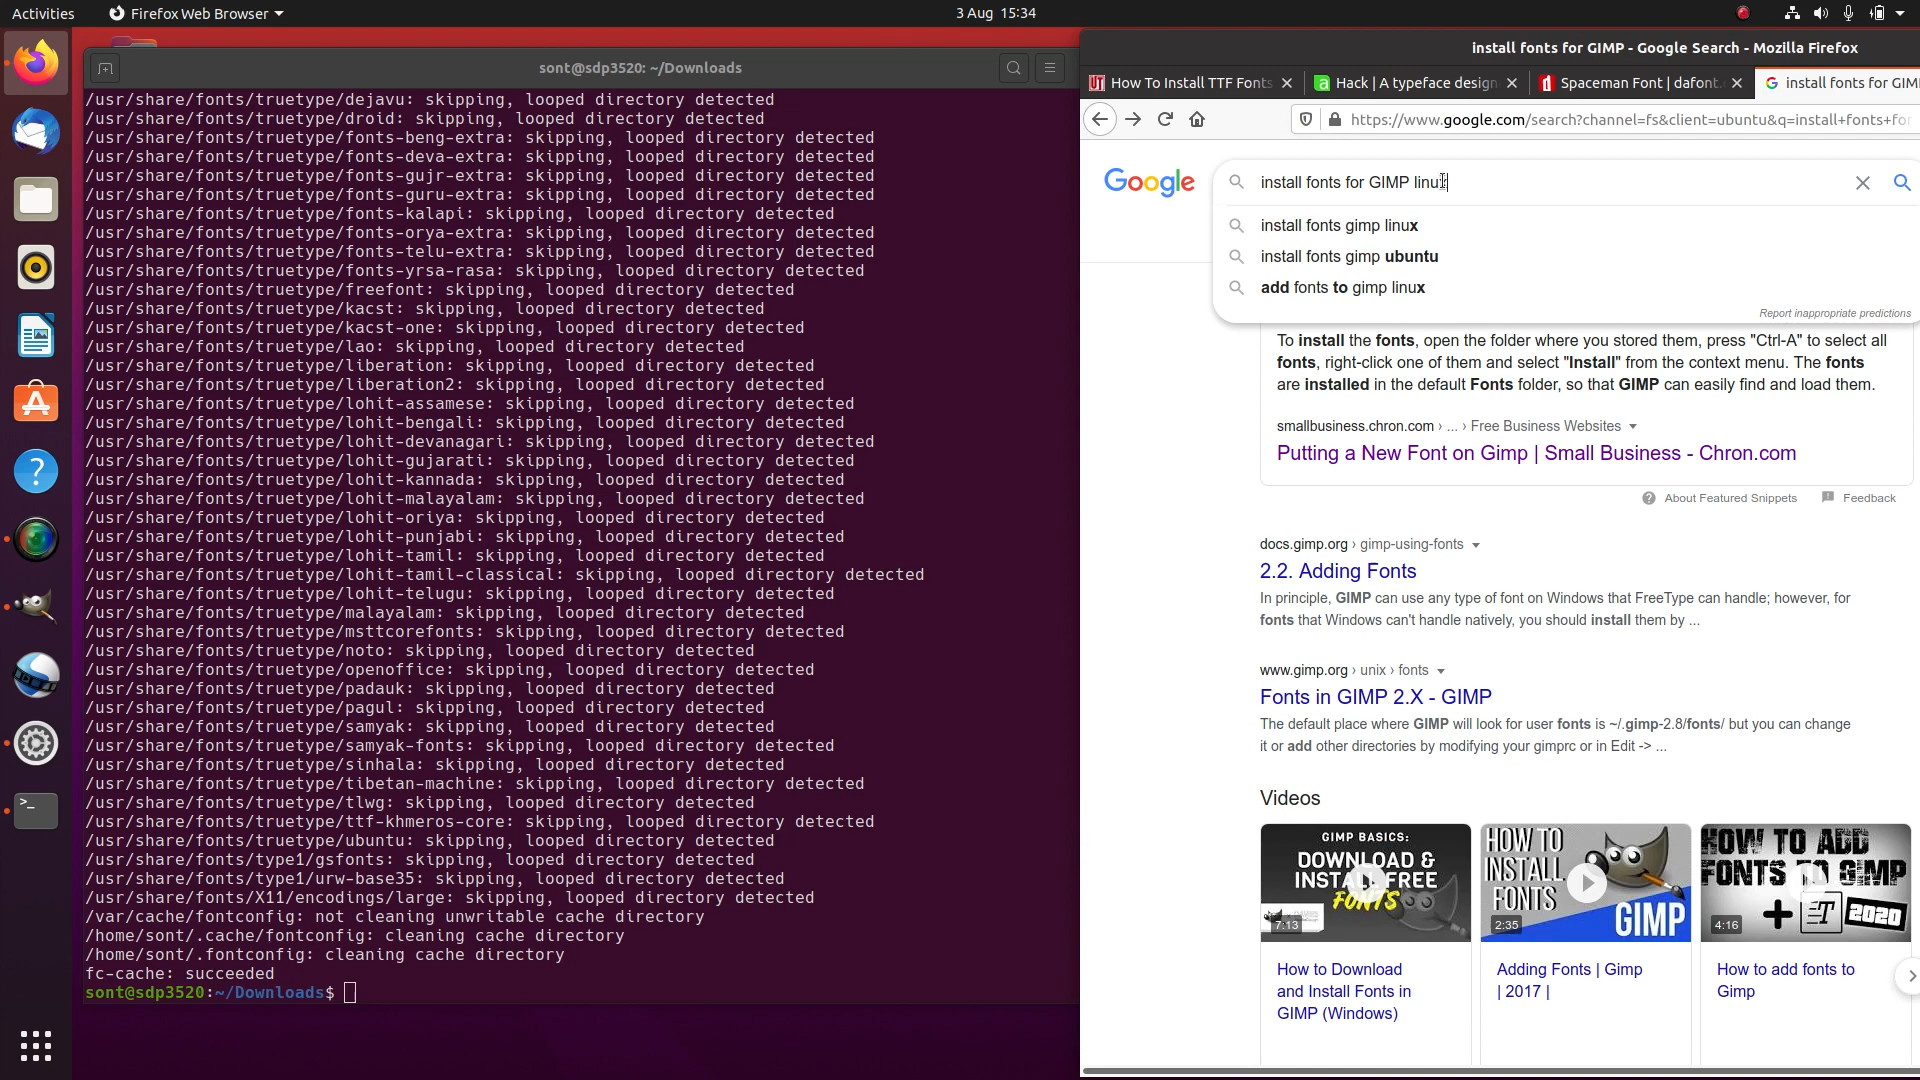 Activities
Firefox Web Browser
3 Aug 15:34
sont@sdp3520: ~/Downloads
/usr/share/fonts/truetype/dejavu: skipping, looped directory detected
/usr/share/fonts/truetype/droid: skipping, looped directory detected
/usr/share/fonts/truetype/fonts-beng-extra: skipping, looped directory detected
/usr/share/fonts/truetype/fonts-deva-extra: skipping, looped directory detected
/usr/share/fonts/truetype/fonts-gujr-extra: skipping, looped directory detected
/usr/share/fonts/truetype/fonts-guru-extra: skipping, looped directory detected
/usr/share/fonts/truetype/fonts-kalapi: skipping, looped directory detected
/usr/share/fonts/truetype/fonts-orya-extra: skipping, looped directory detected
/usr/share/fonts/truetype/fonts-telu-extra: skipping, looped directory detected
/usr/share/fonts/truetype/fonts-yrsa-rasa: skipping, looped directory detected
/usr/share/fonts/truetype/freefont: skipping, looped directory detected
/usr/share/fonts/truetype/kacst: skipping, looped directory detected
/usr/share/fonts/truetype/kacst-one: skipping, looped directory detected
/usr/share/fonts/truetype/lao: skipping, looped directory detected
/usr/share/fonts/truetype/liberation: skipping, looped directory detected
/usr/share/fonts/truetype/liberation2: skipping, looped directory detected
/usr/share/fonts/truetype/lohit-assamese: skipping, looped directory detected
/usr/share/fonts/truetype/lohit-bengali: skipping, looped directory detected
/usr/share/fonts/truetype/lohit-devanagari: skipping, looped directory detected
/usr/share/fonts/truetype/lohit-gujarati: skipping, looped directory detected
/usr/share/fonts/truetype/lohit-kannada: skipping, looped directory detected
/usr/share/fonts/truetype/lohit-malayalam: skipping, looped directory detected
/usr/share/fonts/truetype/lohit-oriya: skipping, looped directory detected
/usr/share/fonts/truetype/lohit-punjabi: skipping, looped directory detected
/usr/share/fonts/truetype/lohit-tamil: skipping, looped directory detected
/usr/share/fonts/truetype/lohit-tamil-classical: skipping, looped directory detected
/usr/share/fonts/truetype/lohit-telugu: skipping, looped directory detected
/usr/share/fonts/truetype/malayalam: skipping, looped directory detected
/usr/share/fonts/truetype/msttcorefonts: skipping, looped directory detected
/usr/share/fonts/truetype/noto: skipping, looped directory detected
/usr/share/fonts/truetype/openoffice: skipping, looped directory detected
/usr/share/fonts/truetype/padauk: skipping, looped directory detected
/usr/share/fonts/truetype/pagul: skipping, looped directory detected
/usr/share/fonts/truetype/samyak: skipping, looped directory detected
/usr/share/fonts/truetype/samyak-fonts: skipping, looped directory detected
/usr/share/fonts/truetype/sinhala: skipping, looped directory detected
/usr/share/fonts/truetype/tibetan-machine: skipping, looped directory detected
/usr/share/fonts/truetype/tlwg: skipping, looped directory detected
/usr/share/fonts/truetype/ttf-khmeros-core: skipping, looped directory detected
/usr/share/fonts/truetype/ubuntu: skipping, looped directory detected
/usr/share/fonts/type1/gsfonts: skipping, looped directory detected
/usr/share/fonts/type1/urw-base35: skipping, looped directory detected
/usr/share/fonts/X11/encodings/large: skipping, looped directory detected
/var/cache/fontconfig: not cleaning unwritable cache directory
/home/sont/.cache/fontconfig: cleaning cache directory
/home/sont/.fontconfig: cleaning cache directory
fc-cache: succeeded
sont@sdp3520:~/Downloads$
install fonts for GIMP - Google Search - Mozilla Firefox
How To Install TTF Fonts
Hack | A typeface design
Spaceman Font | dafont.
install fonts for GIM
https://www.google.com/search?channel=fs&client=ubuntu&q=install+fonts+for
Google
install fonts for GIMP linux
install fonts gimp linux
install fonts gimp ubuntu
add fonts to gimp linux
Report inappropriate predictions
To install the fonts, open the folder where you stored them, press "Ctrl-A" to select all
fonts, right-click one of them and select "Install" from the context menu. The fonts
are installed in the default Fonts folder, so that GIMP can easily find and load them.
smallbusiness.chron.com › ... › Free Business Websites
Putting a New Font on Gimp | Small Business - Chron.com
About Featured Snippets
Feedback
docs.gimp.org › gimp-using-fonts
2.2. Adding Fonts
In principle, GIMP can use any type of font on Windows that FreeType can handle; however, for
fonts that Windows can't handle natively, you should install them by ...
www.gimp.org › unix › fonts
Fonts in GIMP 2.X - GIMP
The default place where GIMP will look for user fonts is ~/.gimp-2.8/fonts/ but you can change
it or add other directories by modifying your gimprc or in Edit -> ...
Videos
GIMP BASICS:
DOWNLOAD &
INSTALL FREE
FONTS
7:13
HOW TO
INSTALL
FONTS
GIMP
2:35
HOW TO ADD
FONTS TO GIMP
+ T 2020
4:16
How to Download
and Install Fonts in
GIMP (Windows)
Adding Fonts | Gimp
| 2017 |
How to add fonts to
Gimp